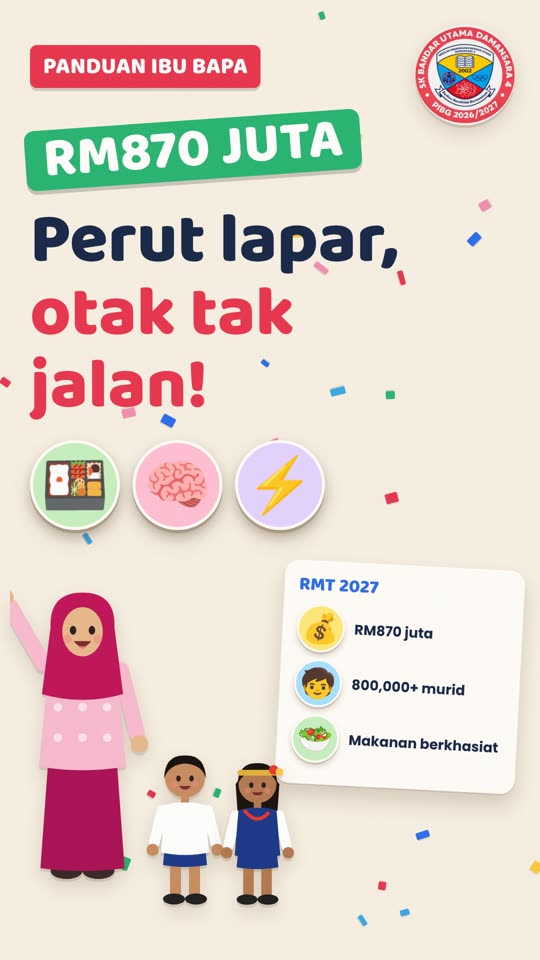 PANDUAN IBU BAPA
SK BANDAR UTAMA DAMANSARA 4
2002
PIBG 2026/2027
RM870 JUTA
Perut lapar,
otak tak
jalan!
RMT 2027
RM870 juta
800,000+ murid
Makanan berkhasiat